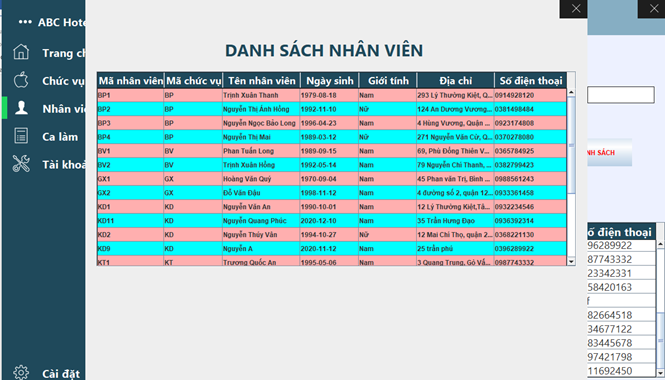 ABC Hote
Trang ch
Chức vụ
Nhân viê
Ca làm
Tài khoả
Cài đặt
DANH SÁCH NHÂN VIÊN
Mã nhân viên Mã chức vụ Tên nhân viên Ngày sinh Giới tính Địa chỉ Số điện thoại
BP1 BP Trịnh Xuân Thanh 1979-08-18 Nam 293 Lý Thường Kiệt, Q... 0914928120
BP2 BP Nguyễn Thị Ánh Hồng 1992-11-10 Nữ 124 An Dương Vương... 0381498484
BP3 BP Nguyễn Ngọc Bảo Long 1996-04-23 Nam 4 Hùng Vương, Quận ... 0923174808
BP4 BP Nguyễn Thị Mai 1989-03-12 Nữ 271 Nguyễn Văn Cừ, Q... 0370278080
BV1 BV Phan Tuấn Long 1989-09-15 Nam 69, Phú Đồng Thiên V... 0365784925
BV2 BV Trịnh Xuân Hồng 1992-05-14 Nam 79 Nguyễn Chí Thanh, ... 0382799423
GX1 GX Hoàng Văn Quý 1970-09-04 Nam 45 Phan văn Trị, Bình ... 0988561243
GX2 GX Đỗ Văn Đậu 1998-11-12 Nam 4 đường số 2, quận 12... 0933361458
KD1 KD Nguyễn Văn An 1990-10-01 Nam 12 Lý Thường Kiệt,Tâ... 0932234546
KD11 KD Nguyễn Quang Phúc 2020-12-10 Nam 35 Trần Hưng Đạo 0936392314
KD2 KD Nguyễn Thúy Vân 1994-10-27 Nữ 12 Mai Chí Thọ, quận 2... 0368221130
KD9 KD Nguyễn A 2020-11-12 Nam 25 trần phú 0396289922
KT1 KT Trương Quốc An 1995-05-06 Nam 3 Quang Trung, Gò Vấ... 0987743332
NH SÁCH
ố điện thoại
96289922
87743332
23342331
58420163
f
82664518
34677122
83445678
97421798
11692450